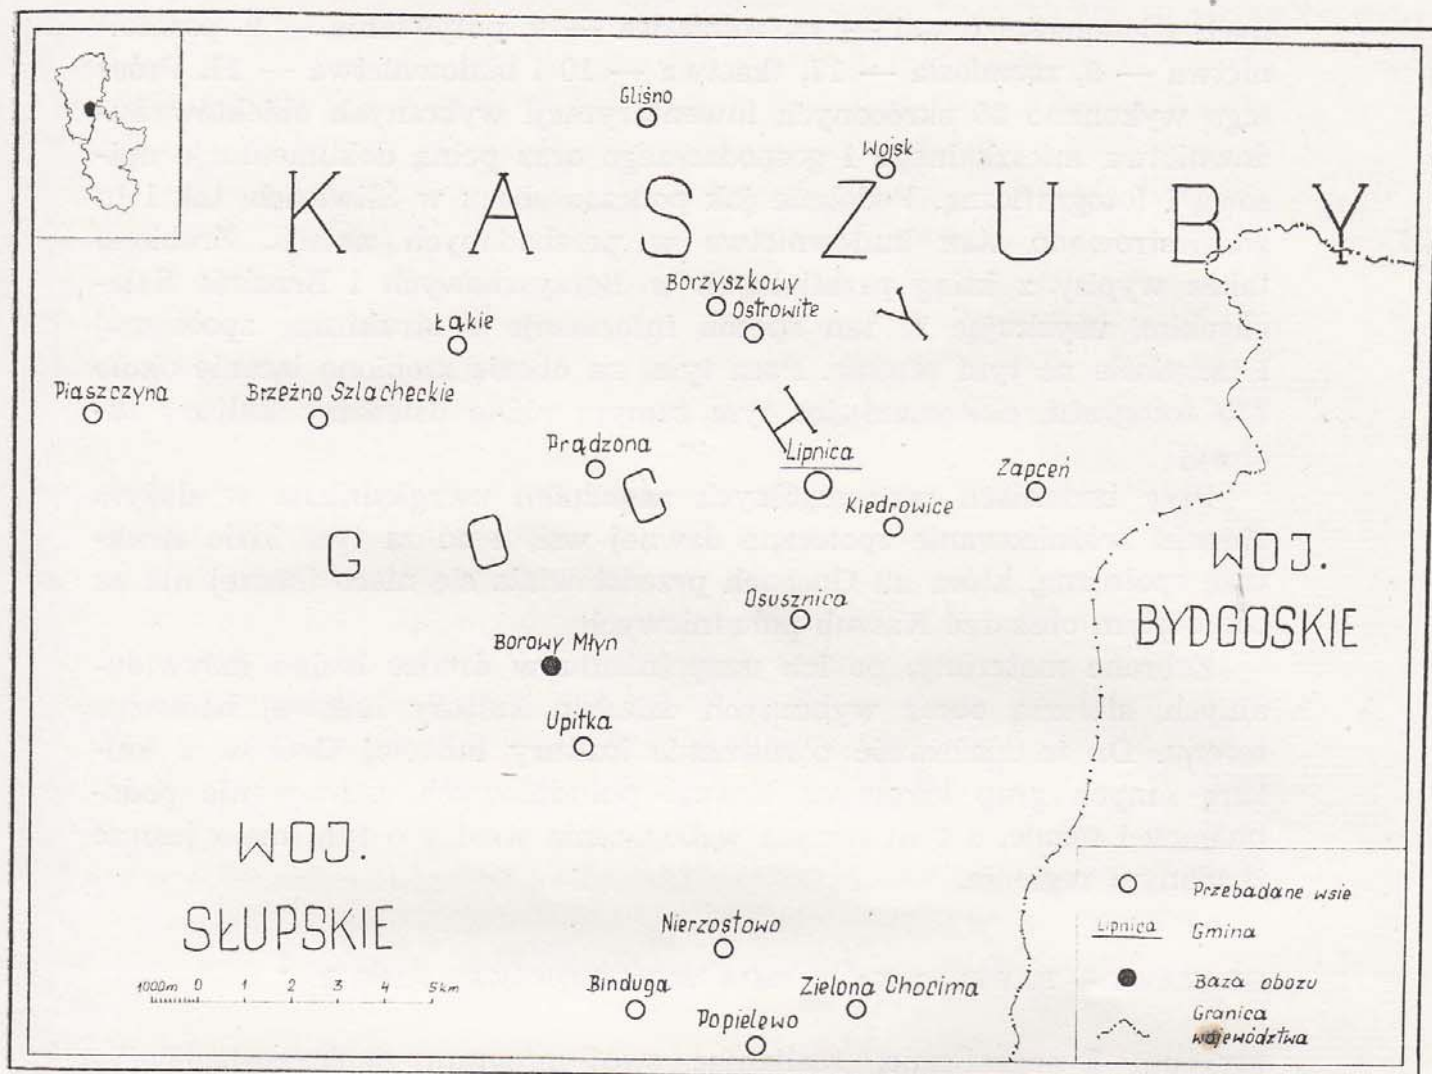 Gliśno
Wojsk
KASZUBY
Borzyszkowy
Ostrowite
Łąkie
Piaszczyna
Brzeźno Szlacheckie
Prądzona
Lipnica
Zapceń
Kiedrowice
GOCHY
WOJ.
BYDGOSKIE
Osusznica
Borowy Młyn
Upiłka
WOJ.
SŁUPSKIE
1000m 0 1 2 3 4 5km
Nierzostowo
Binduga
Zielona Chocima
Popielewo
Przebadane wsie
Lipnica Gmina
Baza obozu
Granica
województwa